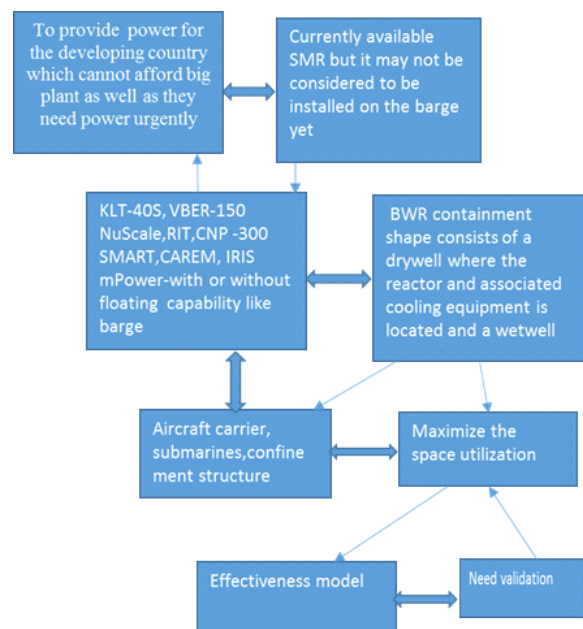 To provide power for
the developing country
which cannot afford big
plant as well as they
need power urgently
Currently available
SMR but it may not be
considered to be
installed on the barge
yet
KLT-40S, VBER-150
NuScale,RIT,CNP -300
SMART,CAREM, IRIS
mPower-with or without
floating capability like
barge
BWR containment
shape consists of a
drywell where the
reactor and associated
cooling equipment is
located and a wetwell
Aircraft carrier,
submarines,confine
ment structure
Maximize the
space utilization
Effectiveness model
Need validation